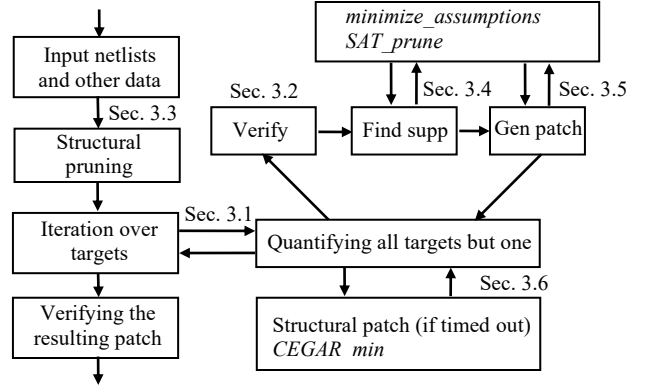 minimize_assumptions
SAT_prune
Input netlists
and other data
Sec. 3.3
Sec. 3.2
Sec. 3.4
Sec. 3.5
Verify
Find supp
Gen patch
Structural
pruning
Sec. 3.1
Iteration over
targets
Quantifying all targets but one
Sec. 3.6
Verifying the
resulting patch
Structural patch (if timed out)
CEGAR_min